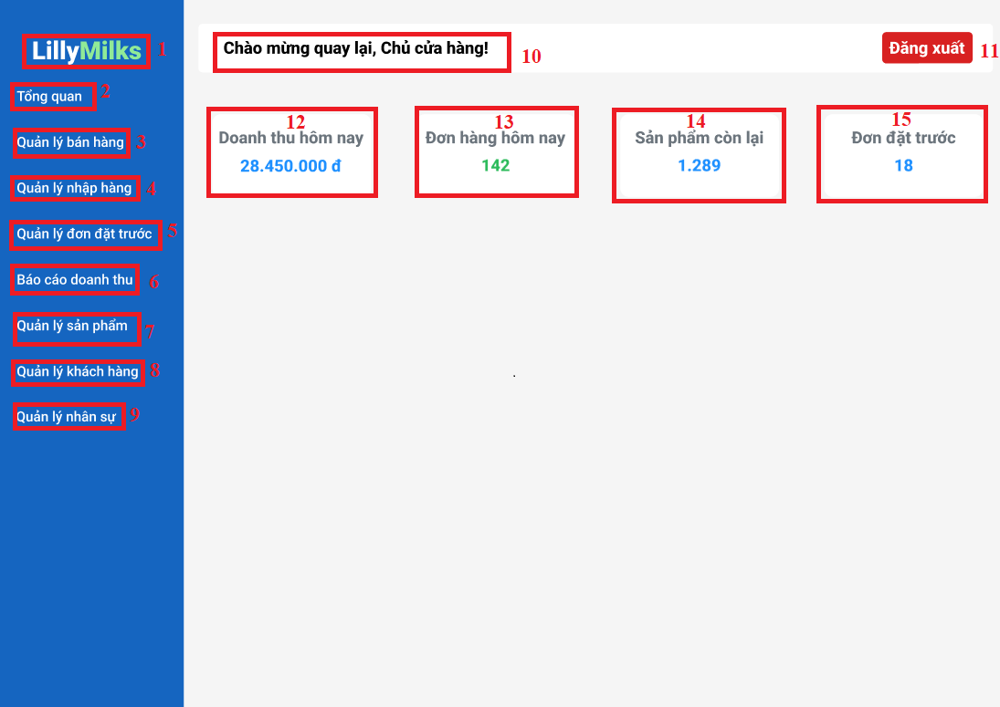 LillyMilks 1
Tổng quan 2
Quản lý bán hàng 3
Quản lý nhập hàng 4
Quản lý đơn đặt trước 5
Báo cáo doanh thu 6
Quản lý sản phẩm 7
Quản lý khách hàng 8
Quản lý nhân sự 9
Chào mừng quay lại, Chủ cửa hàng! 10
Đăng xuất 11
12
Doanh thu hôm nay
28.450.000 đ
13
Đơn hàng hôm nay
142
14
Sản phẩm còn lại
1.289
15
Đơn đặt trước
18
.